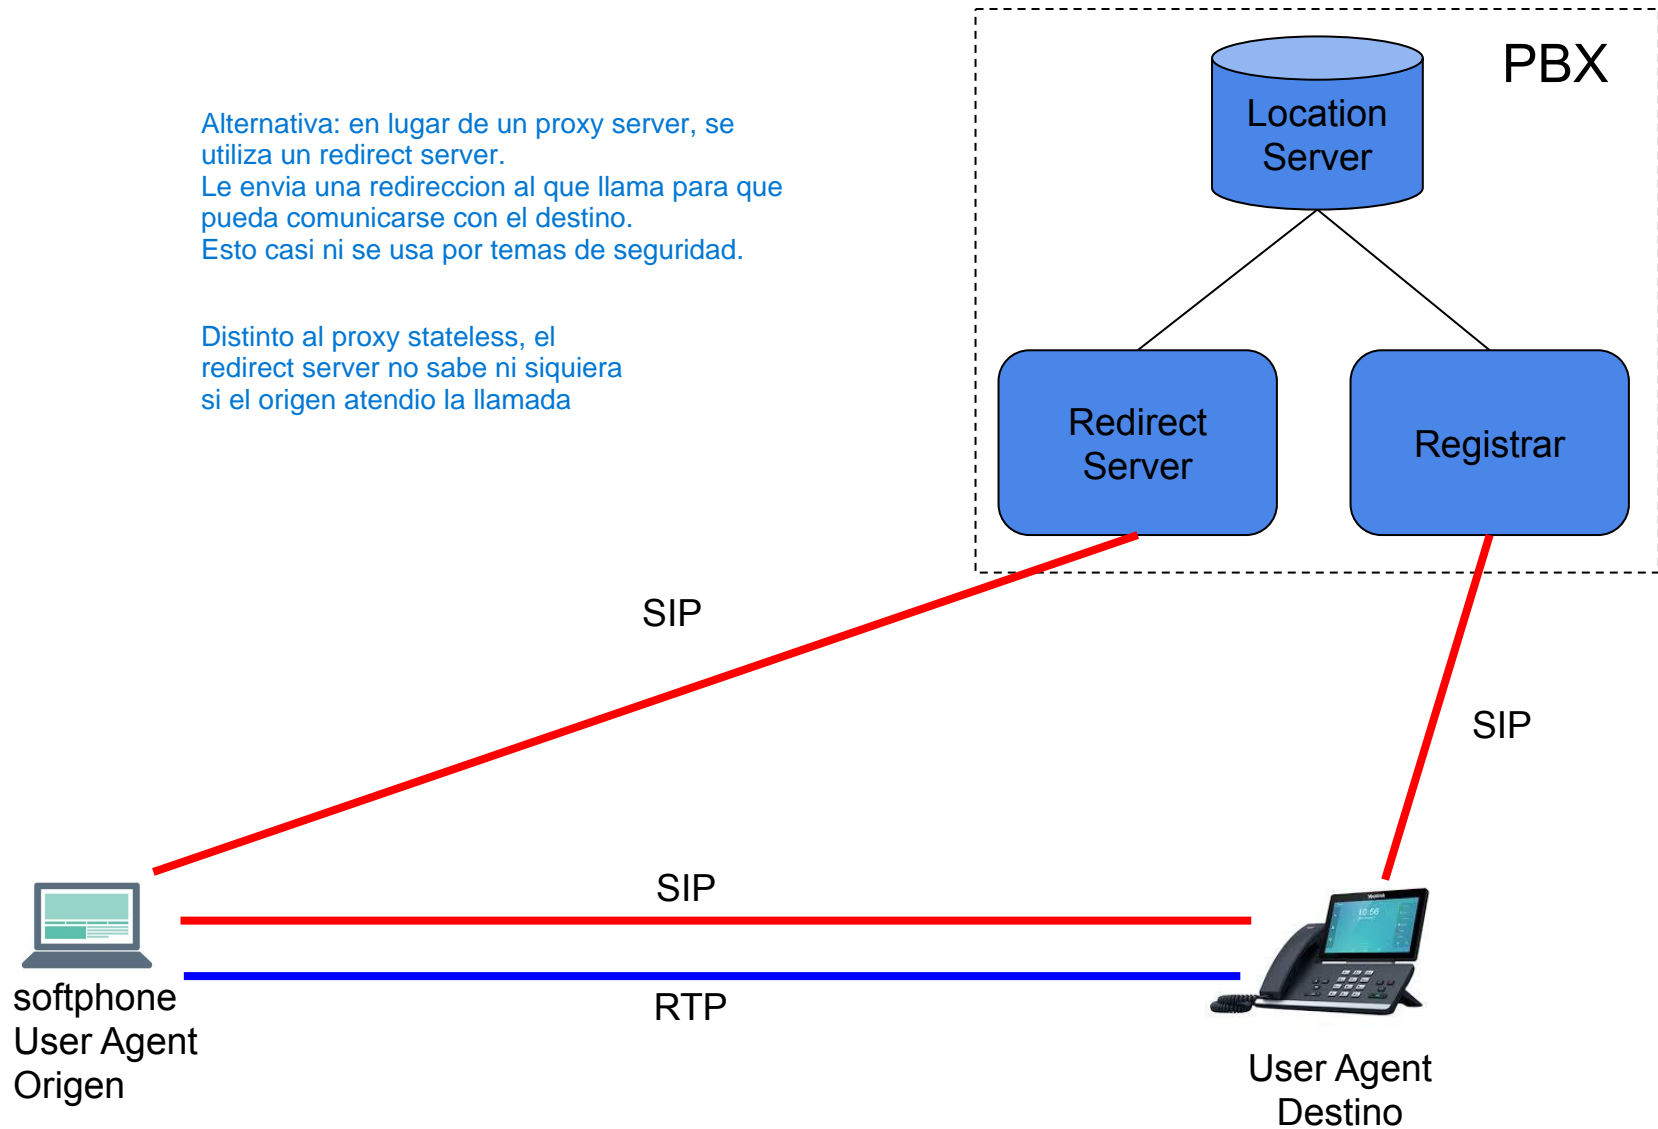 PBX
Location
Server
Alternativa: en lugar de un proxy server, se
utiliza un redirect server.
Le envia una redireccion al que llama para que
pueda comunicarse con el destino.
Esto casi ni se usa por temas de seguridad.
Distinto al proxy stateless, el
redirect server no sabe ni siquiera
si el origen atendio la llamada
Redirect
Server
Registrar
SIP
SIP
SIP
RTP
10:56
softphone
User Agent
Origen
User Agent
Destino